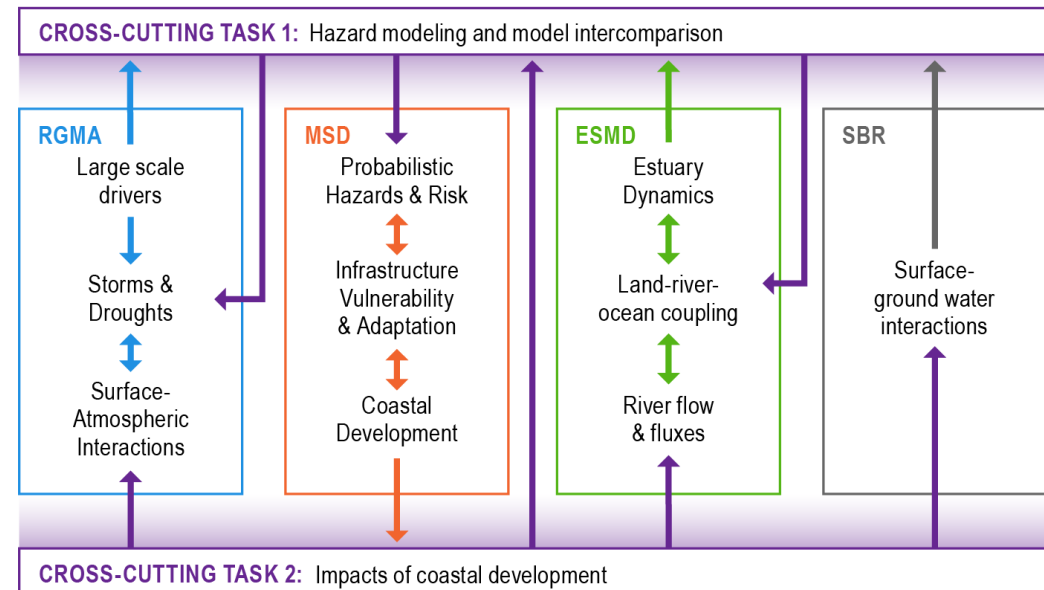 CROSS-CUTTING TASK 1: Hazard modeling and model intercomparison
RGMA
Large scale
drivers
Storms &
Droughts
Surface-
Atmospheric
Interactions
MSD
Probabilistic
Hazards & Risk
Infrastructure
Vulnerability
& Adaptation
Coastal
Development
ESMD
Estuary
Dynamics
Land-river-
ocean coupling
River flow
& fluxes
SBR
Surface-
ground water
interactions
CROSS-CUTTING TASK 2: Impacts of coastal development